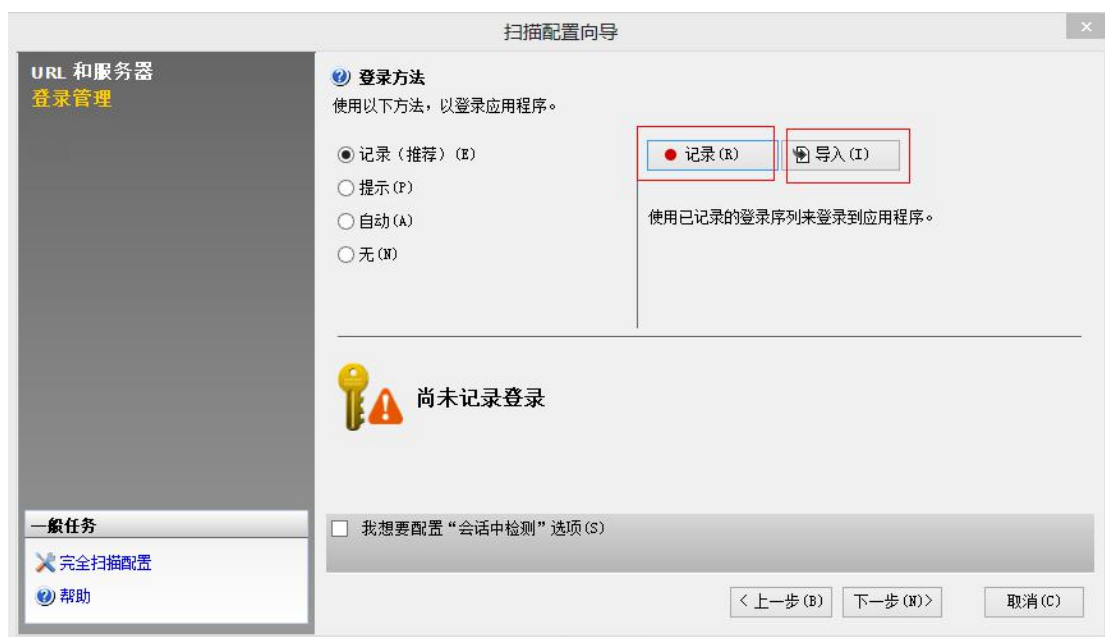 扫描配置向导
URL 和服务器
登录管理
登录方法
使用以下方法，以登录应用程序。
记录（推荐）(E)
提示(P)
自动(A)
无(N)
记录(R)
导入(I)
使用已记录的登录序列来登录到应用程序。
尚未记录登录
一般任务
完全扫描配置
帮助
我想要配置“会话中检测”选项(S)
< 上一步(B)
下一步(N)>
取消(C)